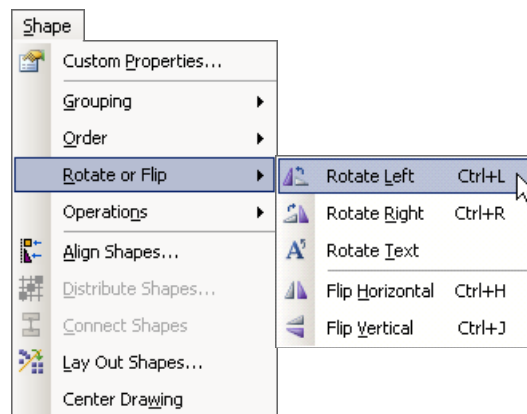 Shape
Custom Properties...
Grouping
Order
Rotate or Flip
Rotate Left Ctrl+L
Operations
Rotate Right Ctrl+R
Align Shapes...
Rotate Text
Distribute Shapes...
Flip Horizontal Ctrl+H
Connect Shapes
Flip Vertical Ctrl+J
Lay Out Shapes...
Center Drawing